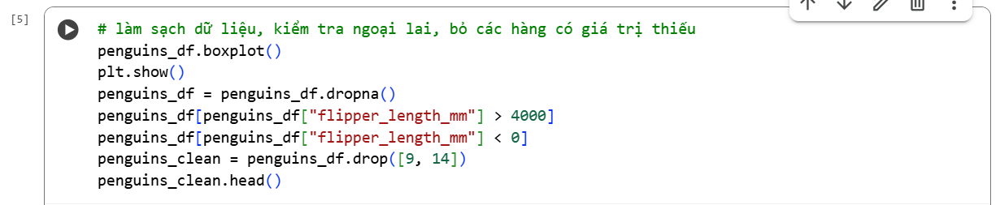 [5]
# làm sạch dữ liệu, kiểm tra ngoại lai, bỏ các hàng có giá trị thiếu
penguins_df.boxplot()
plt.show()
penguins_df = penguins_df.dropna()
penguins_df[penguins_df["flipper_length_mm"] > 4000]
penguins_df[penguins_df["flipper_length_mm"] < 0]
penguins_clean = penguins_df.drop([9, 14])
penguins_clean.head()